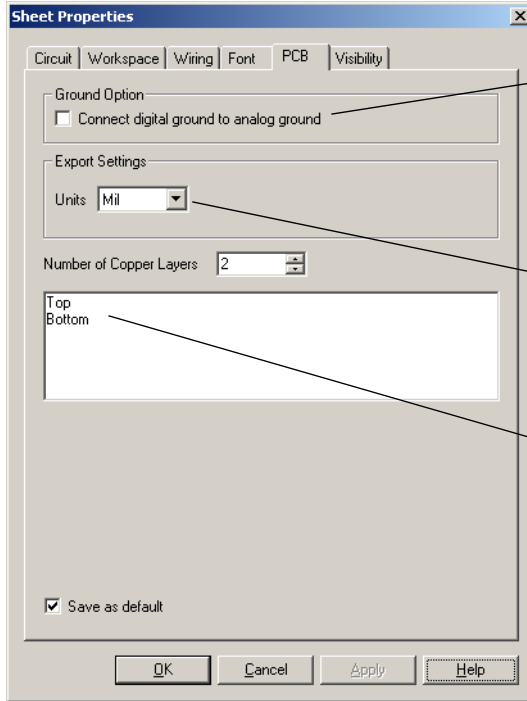 Sheet Properties
Circuit Workspace Wiring Font PCB Visibility
Ground Option
Connect digital ground to analog ground
Export Settings
Units Mil
Number of Copper Layers 2
Top
Bottom
Save as default
OK Cancel Apply Help